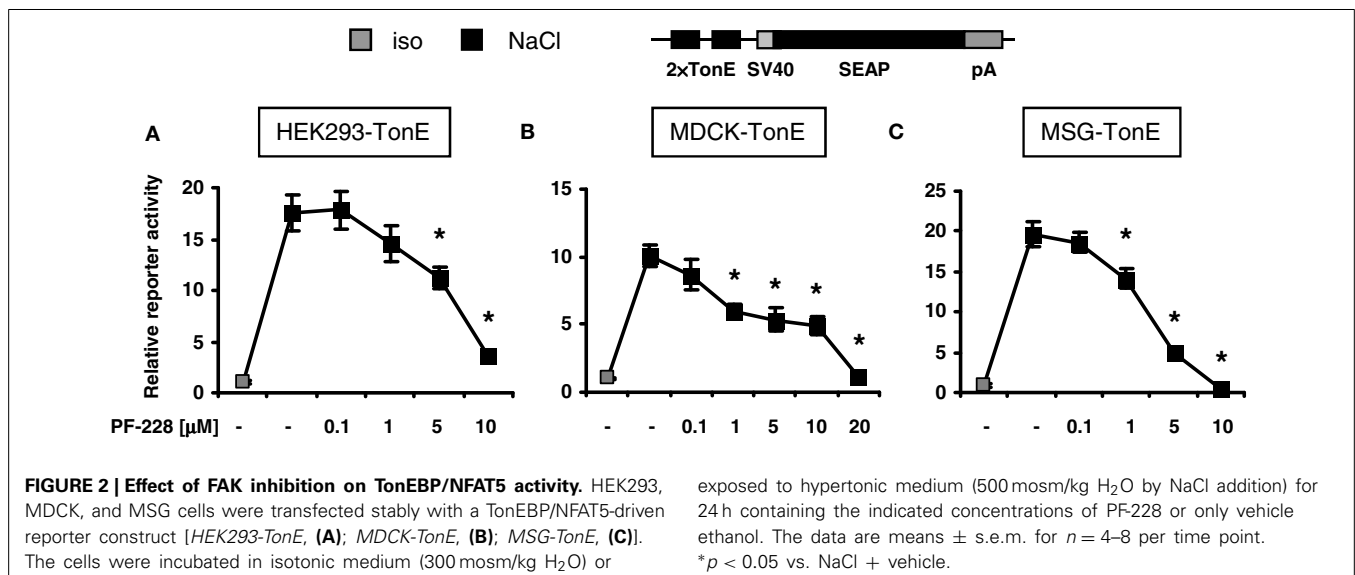 iso NaCl
2xTonE SV40 SEAP pA
A HEK293-TonE
Relative reporter activity
20
15
10
5
0
* *
PF-228 [µM] - - 0.1 1 5 10
B MDCK-TonE
15
10
5
0
* * * *
- - 0.1 1 5 10 20
C MSG-TonE
25
20
15
10
5
0
* * *
- - 0.1 1 5 10
FIGURE 2 | Effect of FAK inhibition on TonEBP/NFAT5 activity. HEK293,
MDCK, and MSG cells were transfected stably with a TonEBP/NFAT5-driven
reporter construct [HEK293-TonE, (A); MDCK-TonE, (B); MSG-TonE, (C)].
The cells were incubated in isotonic medium (300 mosm/kg H₂O) or
exposed to hypertonic medium (500 mosm/kg H₂O by NaCl addition) for
24 h containing the indicated concentrations of PF-228 or only vehicle
ethanol. The data are means ± s.e.m. for n = 4–8 per time point.
*p < 0.05 vs. NaCl + vehicle.